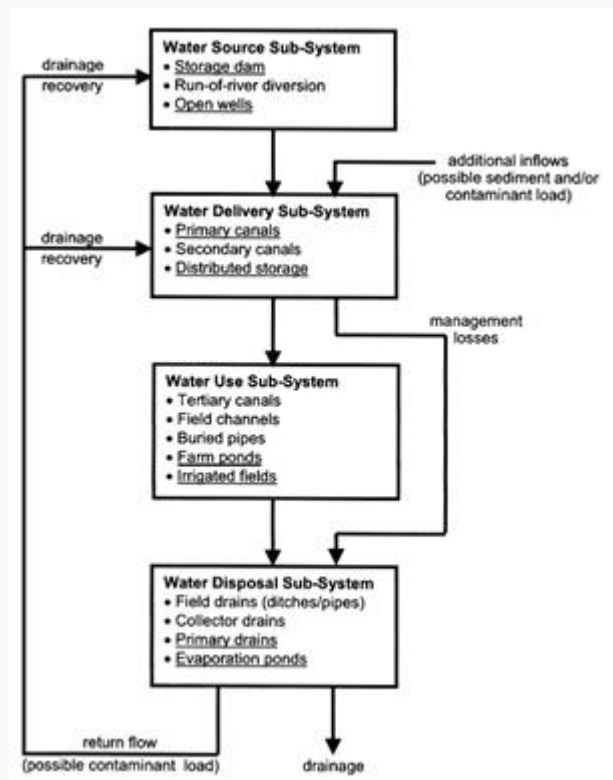 Water Source Sub-System
• Storage dam
• Run-of-river diversion
• Open wells
drainage
recovery
additional inflows
(possible sediment and/or
contaminant load)
Water Delivery Sub-System
• Primary canals
• Secondary canals
• Distributed storage
drainage
recovery
management
losses
Water Use Sub-System
• Tertiary canals
• Field channels
• Buried pipes
• Farm ponds
• Irrigated fields
Water Disposal Sub-System
• Field drains (ditches/pipes)
• Collector drains
• Primary drains
• Evaporation ponds
return flow
(possible contaminant load)
drainage